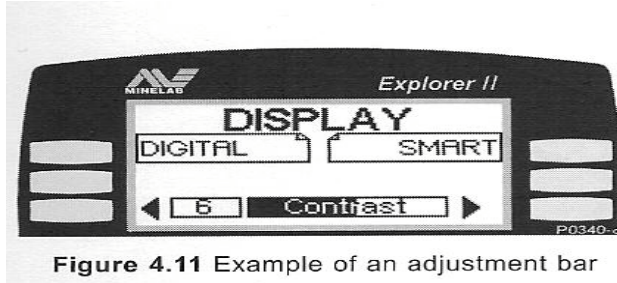 MINELAB
Explorer II
DISPLAY
DIGITAL SMART
6 Contrast
P0340-
Figure 4.11 Example of an adjustment bar